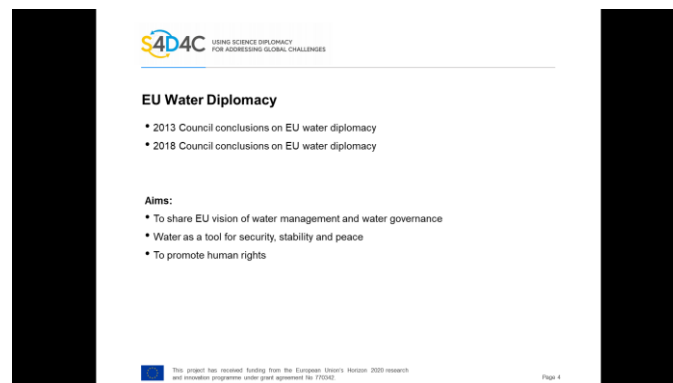 S4D4C
USING SCIENCE DIPLOMACY
FOR ADDRESSING GLOBAL CHALLENGES
EU Water Diplomacy
• 2013 Council conclusions on EU water diplomacy
• 2018 Council conclusions on EU water diplomacy
Aims:
• To share EU vision of water management and water governance
• Water as a tool for security, stability and peace
• To promote human rights
This project has received funding from the European Union's Horizon 2020 research
and innovation programme under grant agreement No 770342.
Page 4